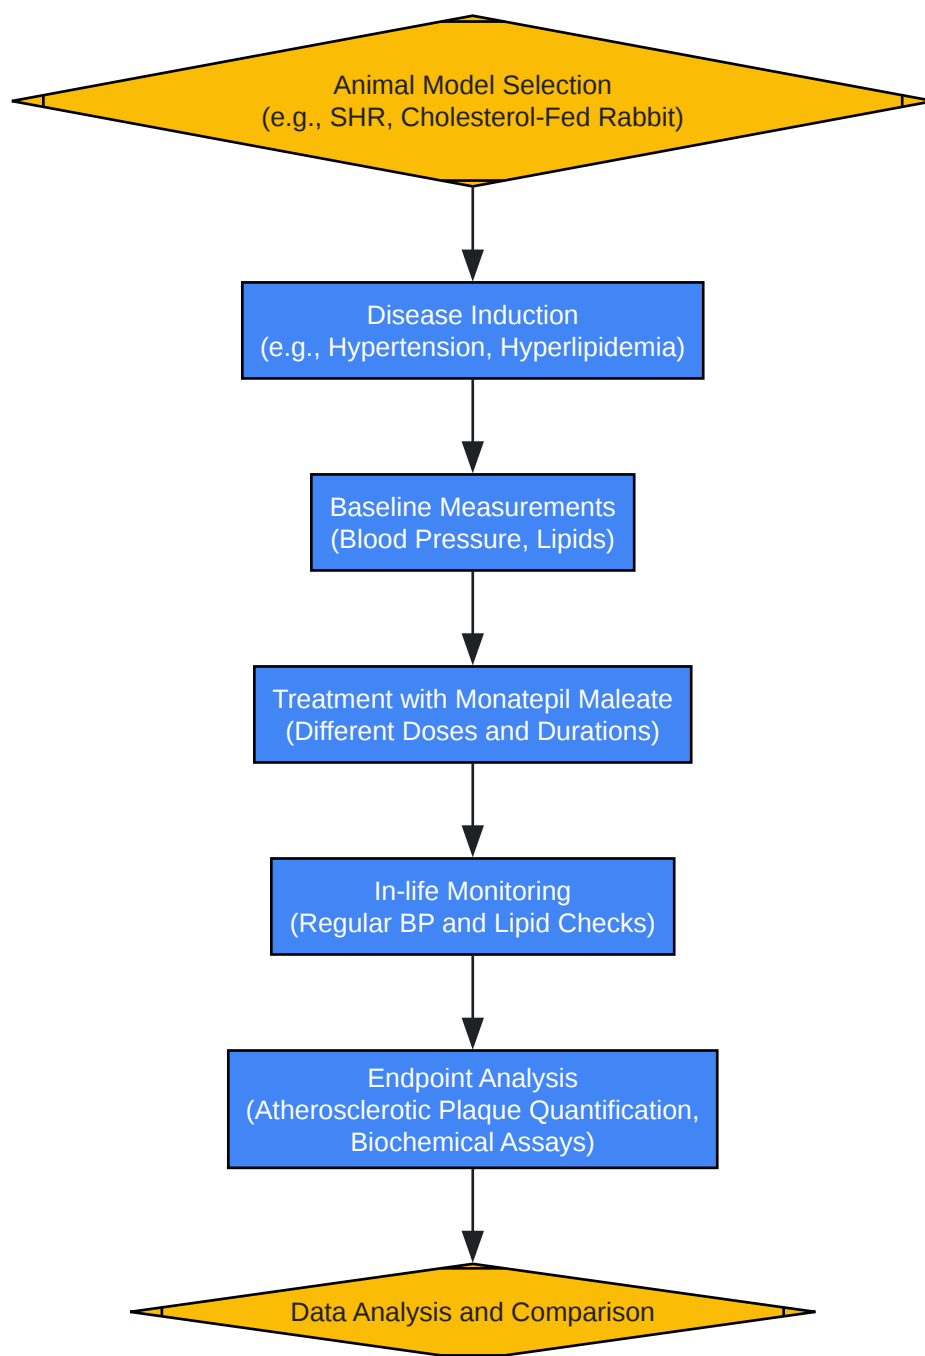 Animal Model Selection
(e.g., SHR, Cholesterol-Fed Rabbit)
Disease Induction
(e.g., Hypertension, Hyperlipidemia)
Baseline Measurements
(Blood Pressure, Lipids)
Treatment with Monatepil Maleate
(Different Doses and Durations)
In-life Monitoring
(Regular BP and Lipid Checks)
Endpoint Analysis
(Atherosclerotic Plaque Quantification,
Biochemical Assays)
Data Analysis and Comparison